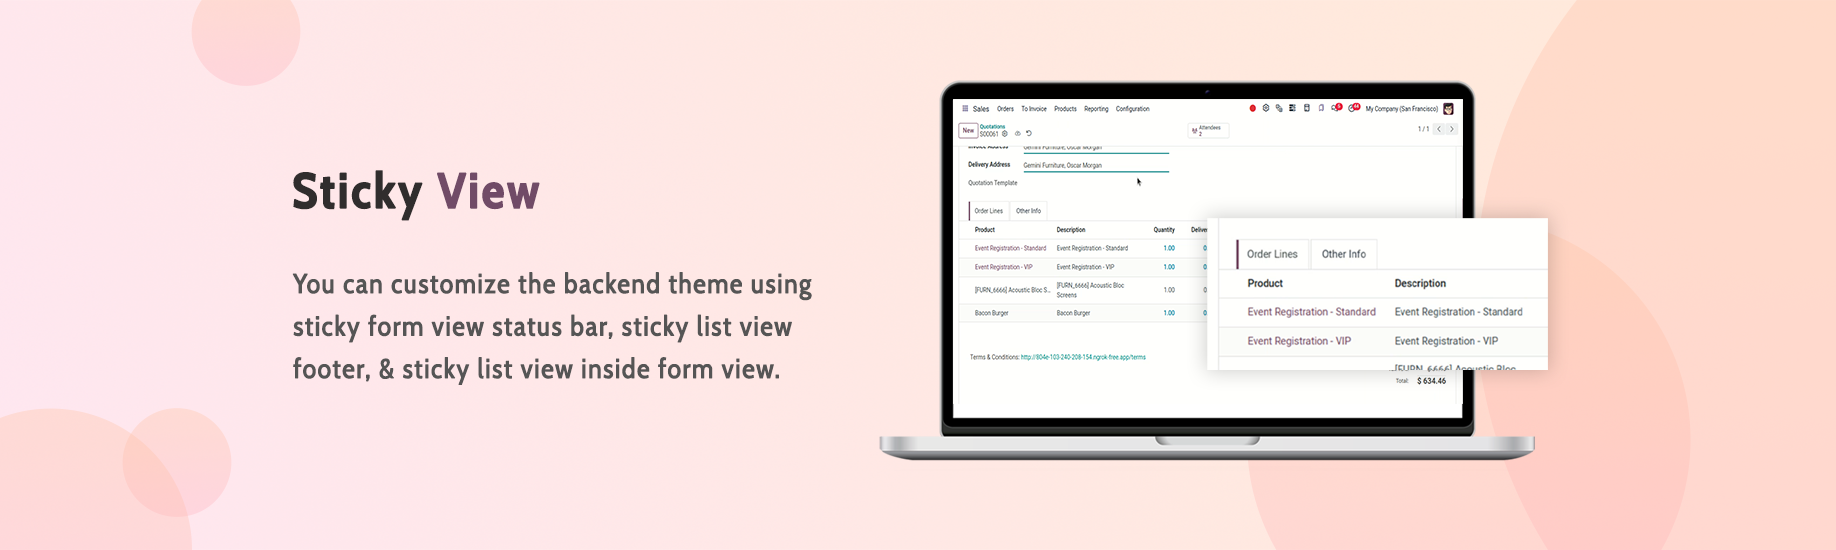 Sticky View
You can customize the backend theme using
sticky form view status bar, sticky list view
footer, & sticky list view inside form view.
Sales Orders To Invoice Products Reporting Configuration
My Company (San Francisco)
New Quotations
S00061
Attendees
2
1 / 1
Invoice Address Gemini Furniture, Oscar Morgan
Delivery Address Gemini Furniture, Oscar Morgan
Quotation Template
Order Lines Other Info
Product Description Quantity Deliver
Event Registration - Standard Event Registration - Standard 1.00 0
Event Registration - VIP Event Registration - VIP 1.00 0
[FURN_6666] Acoustic Bloc S... [FURN_6666] Acoustic Bloc
Screens 1.00 0
Bacon Burger Bacon Burger 1.00 0
Terms & Conditions: http://804e-103-240-208-154.ngrok-free.app/terms
Total: $ 634.46
Order Lines Other Info
Product Description
Event Registration - Standard Event Registration - Standard
Event Registration - VIP Event Registration - VIP
[FURN_6666] Acoustic Bloc